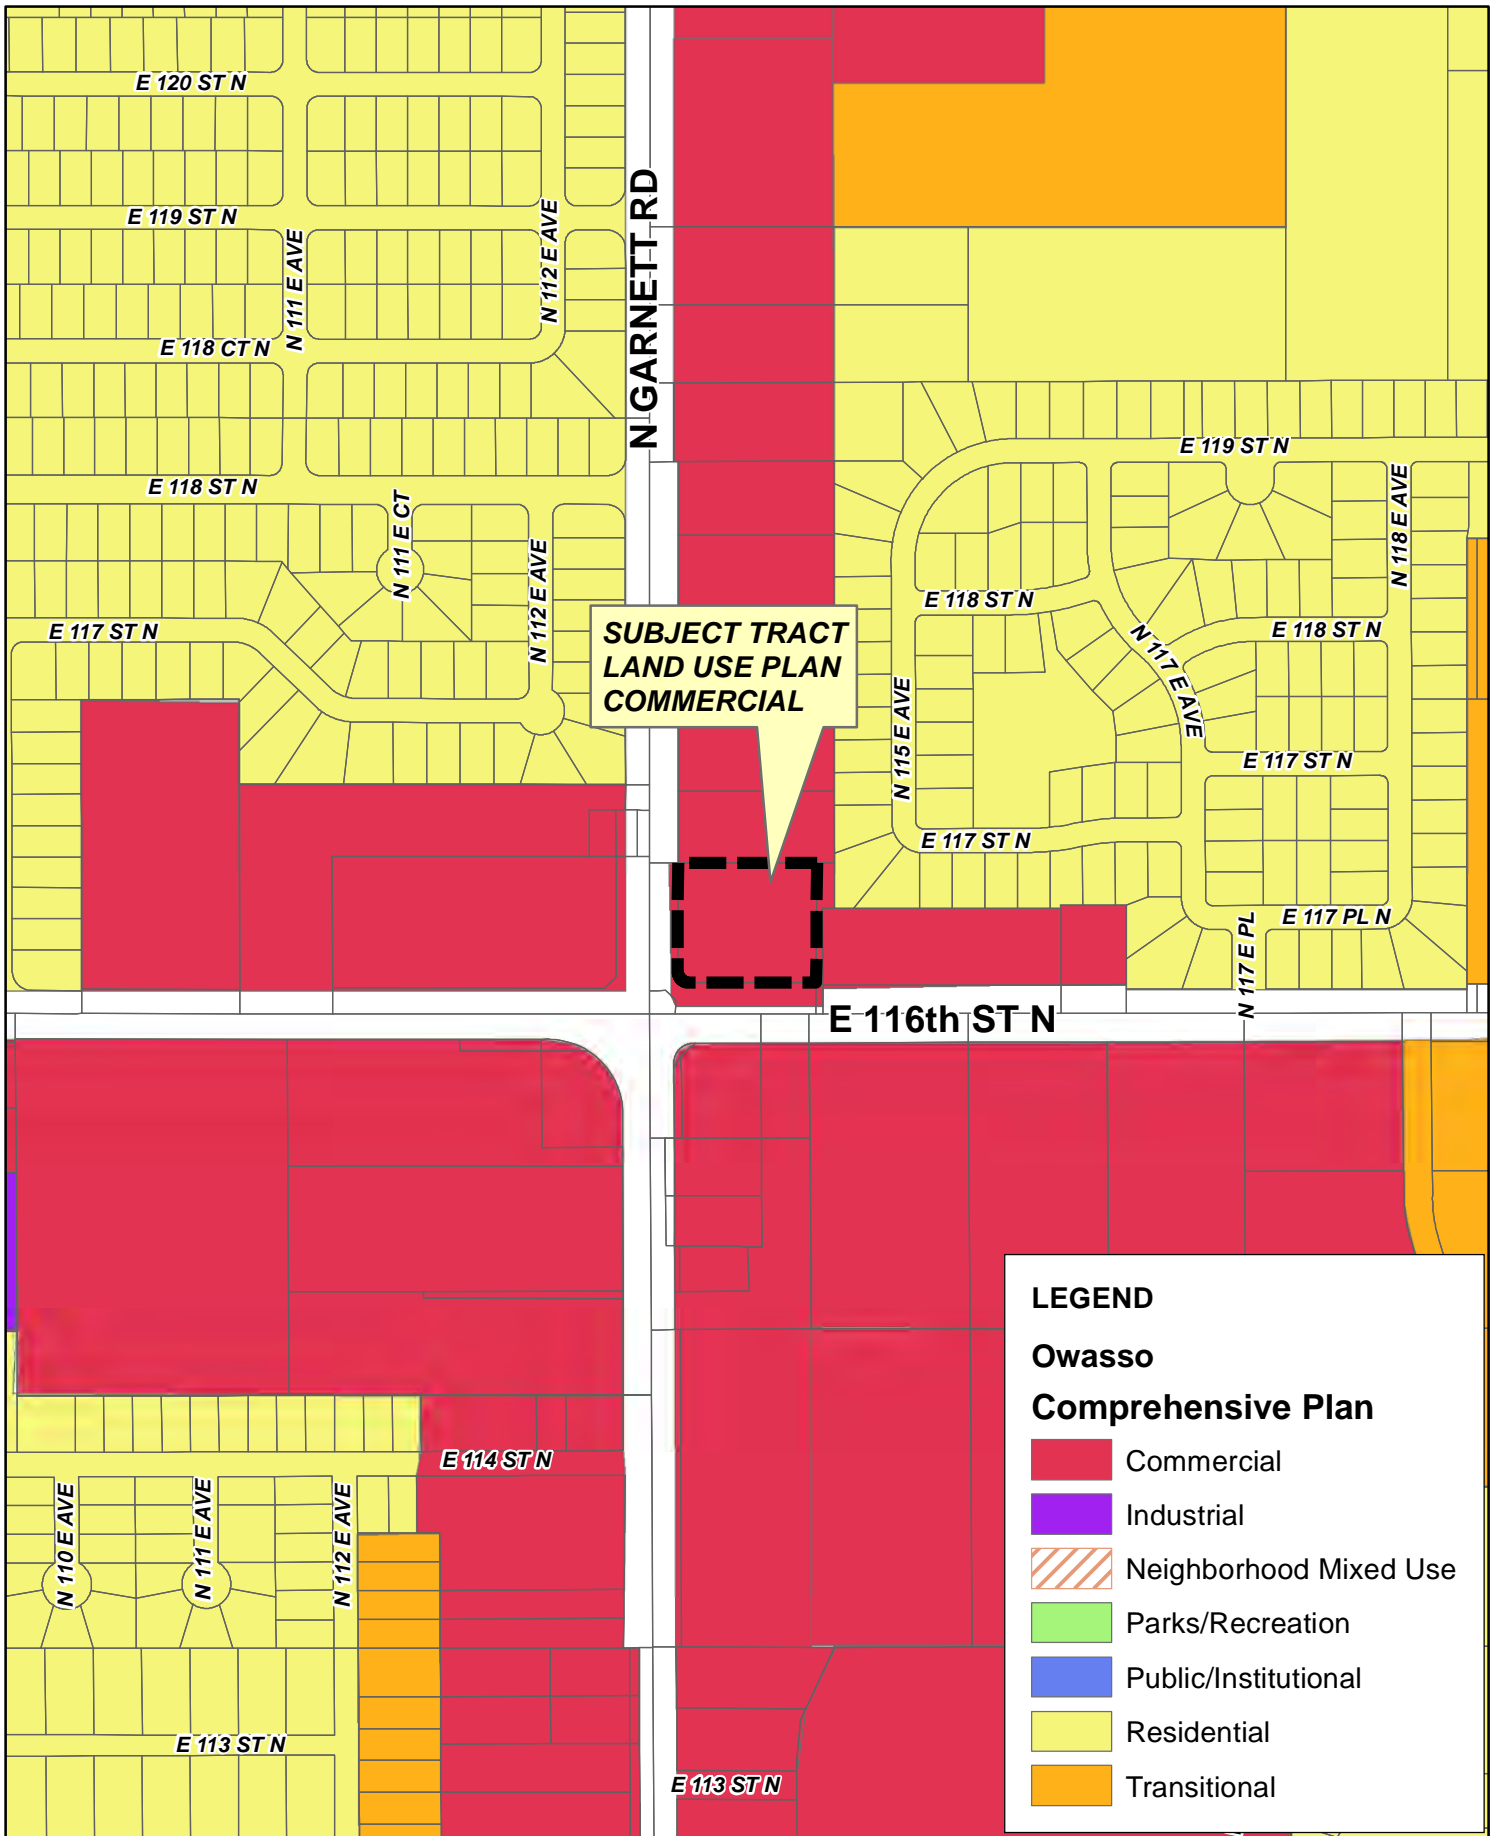 E 120 ST N
E 119 ST N
N 111 E AVE
N 112 E AVE
N GARNETT RD
E 118 CT N
E 119 ST N
E 118 ST N
N 111 E CT
N 118 E AVE
N 112 E AVE
E 118 ST N
E 117 ST N
E 118 ST N
N 117 E AVE
SUBJECT TRACT
LAND USE PLAN
COMMERCIAL
N 115 E AVE
E 117 ST N
E 117 ST N
E 117 PL N
N 117 E PL
E 116th ST N
LEGEND
Owasso
Comprehensive Plan
Commercial
Industrial
Neighborhood Mixed Use
Parks/Recreation
Public/Institutional
Residential
Transitional
E 114 ST N
N 110 E AVE
N 111 E AVE
N 112 E AVE
E 113 ST N
E 113 ST N